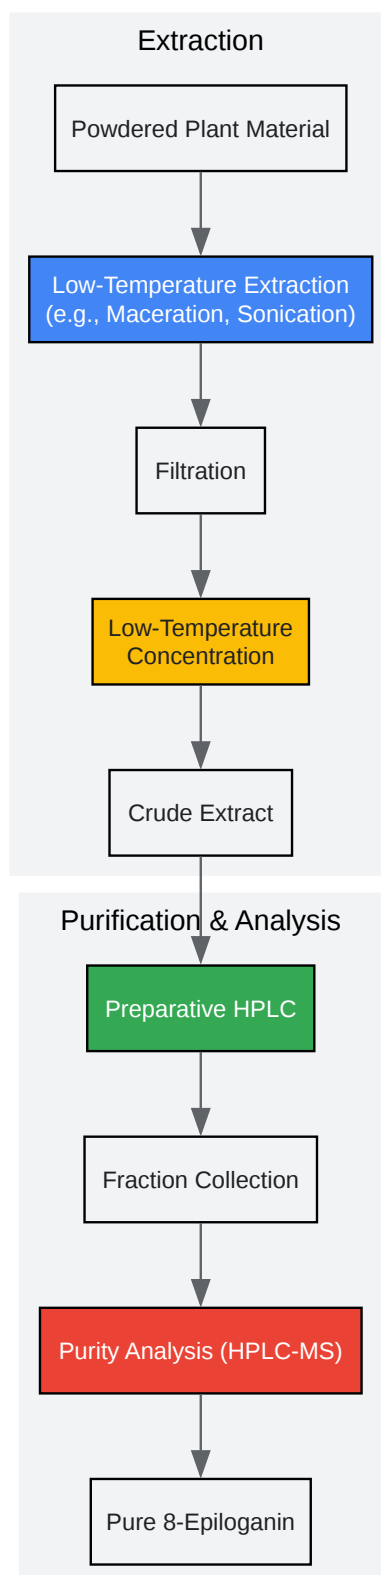 Extraction
Powdered Plant Material
Low-Temperature Extraction
(e.g., Maceration, Sonication)
Filtration
Low-Temperature
Concentration
Crude Extract
Purification & Analysis
Preparative HPLC
Fraction Collection
Purity Analysis (HPLC-MS)
Pure 8-Epiloganin